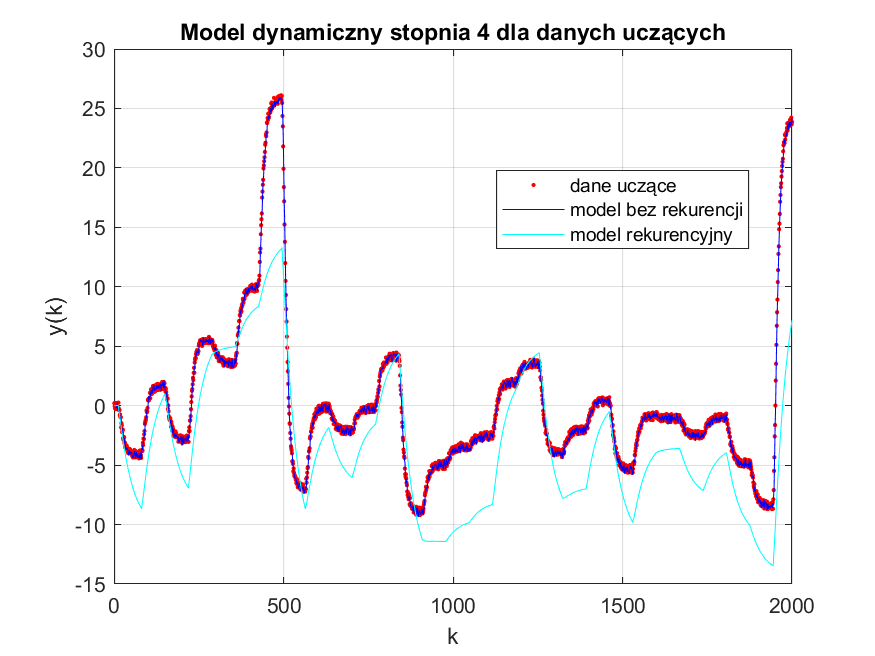 Model dynamiczny stopnia 4 dla danych uczących
30
25
20
15
10
5
0
-5
-10
-15
y(k)
dane uczące
model bez rekurencji
model rekurencyjny
0 500 1000 1500 2000
k